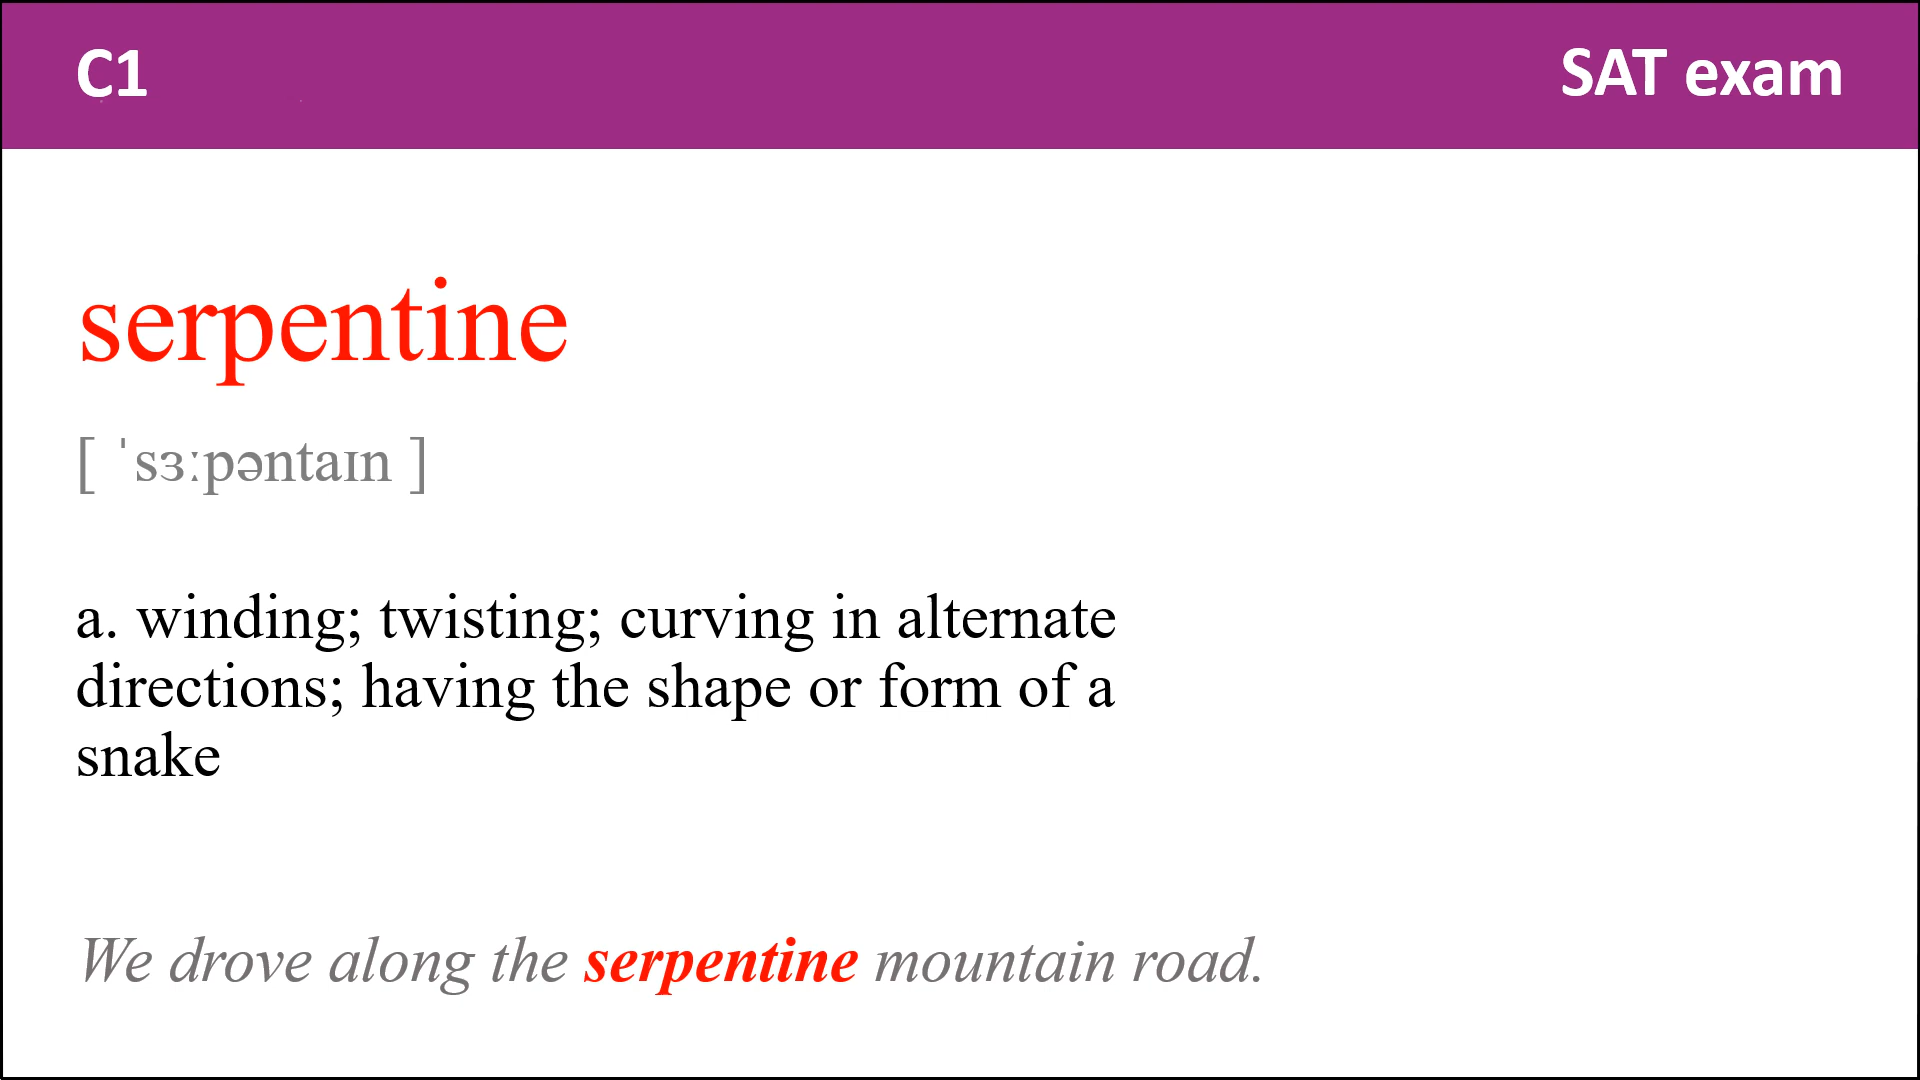 C1
SAT exam
serpentine
[ ˈsɜːpəntaɪn ]
a. winding; twisting; curving in alternate
directions; having the shape or form of a
snake
We drove along the serpentine mountain road.